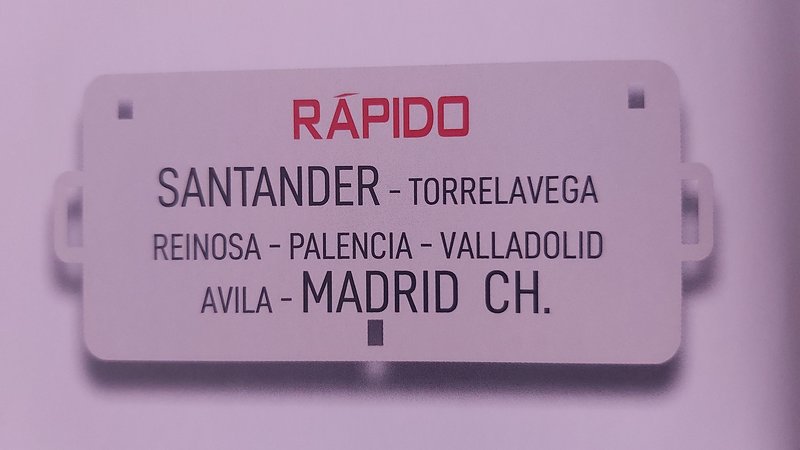 RÁPIDO
SANTANDER - TORRELAVEGA
REINOSA - PALENCIA - VALLADOLID
AVILA - MADRID CH.